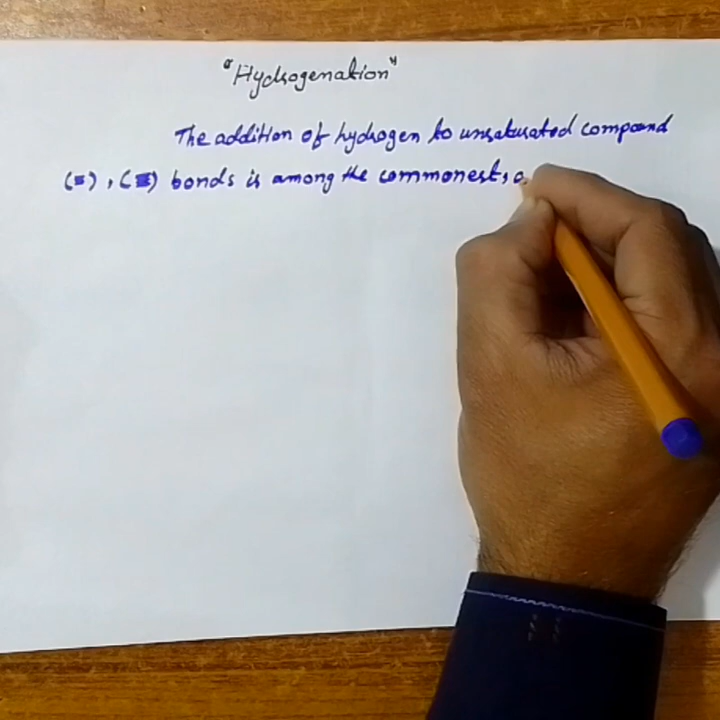 "Hydrogenation"
The addition of hydrogen to unsaturated compound
(=), (≡) bonds is among the commonest,